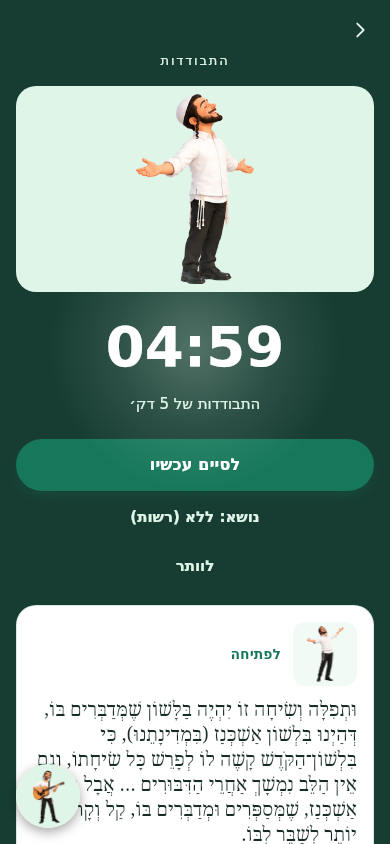 התבודדות
04:59
התבודדות של 5 דק׳
לסיים עכשיו
נושא: ללא (רשות)
לוותר
לפתיחה
וּתְפִלָּה וְשִׂיחָה זוֹ יִהְיֶה בַּלָּשׁוֹן שֶׁמְּדַבְּרִים בּוֹ,
דְּהַיְנוּ בִּלְשׁוֹן אַשְׁכְּנַז (בִּמְדִינָתֵנוּ), כִּי
בִּלְשׁוֹן־הַקֹּדֶשׁ קָשֶׁה לוֹ לְפָרֵשׁ כָּל שִׂיחָתוֹ, וְגַם
אֵין הַלֵּב נִמְשָׁךְ אַחֲרֵי הַדִּבּוּרִים ... אֲבָל
אַשְׁכְּנַז, שֶׁמְּסַפְּרִים וּמְדַבְּרִים בּוֹ, קַל
יוֹתֵר לְשַׁבֵּר לִבּוֹ.